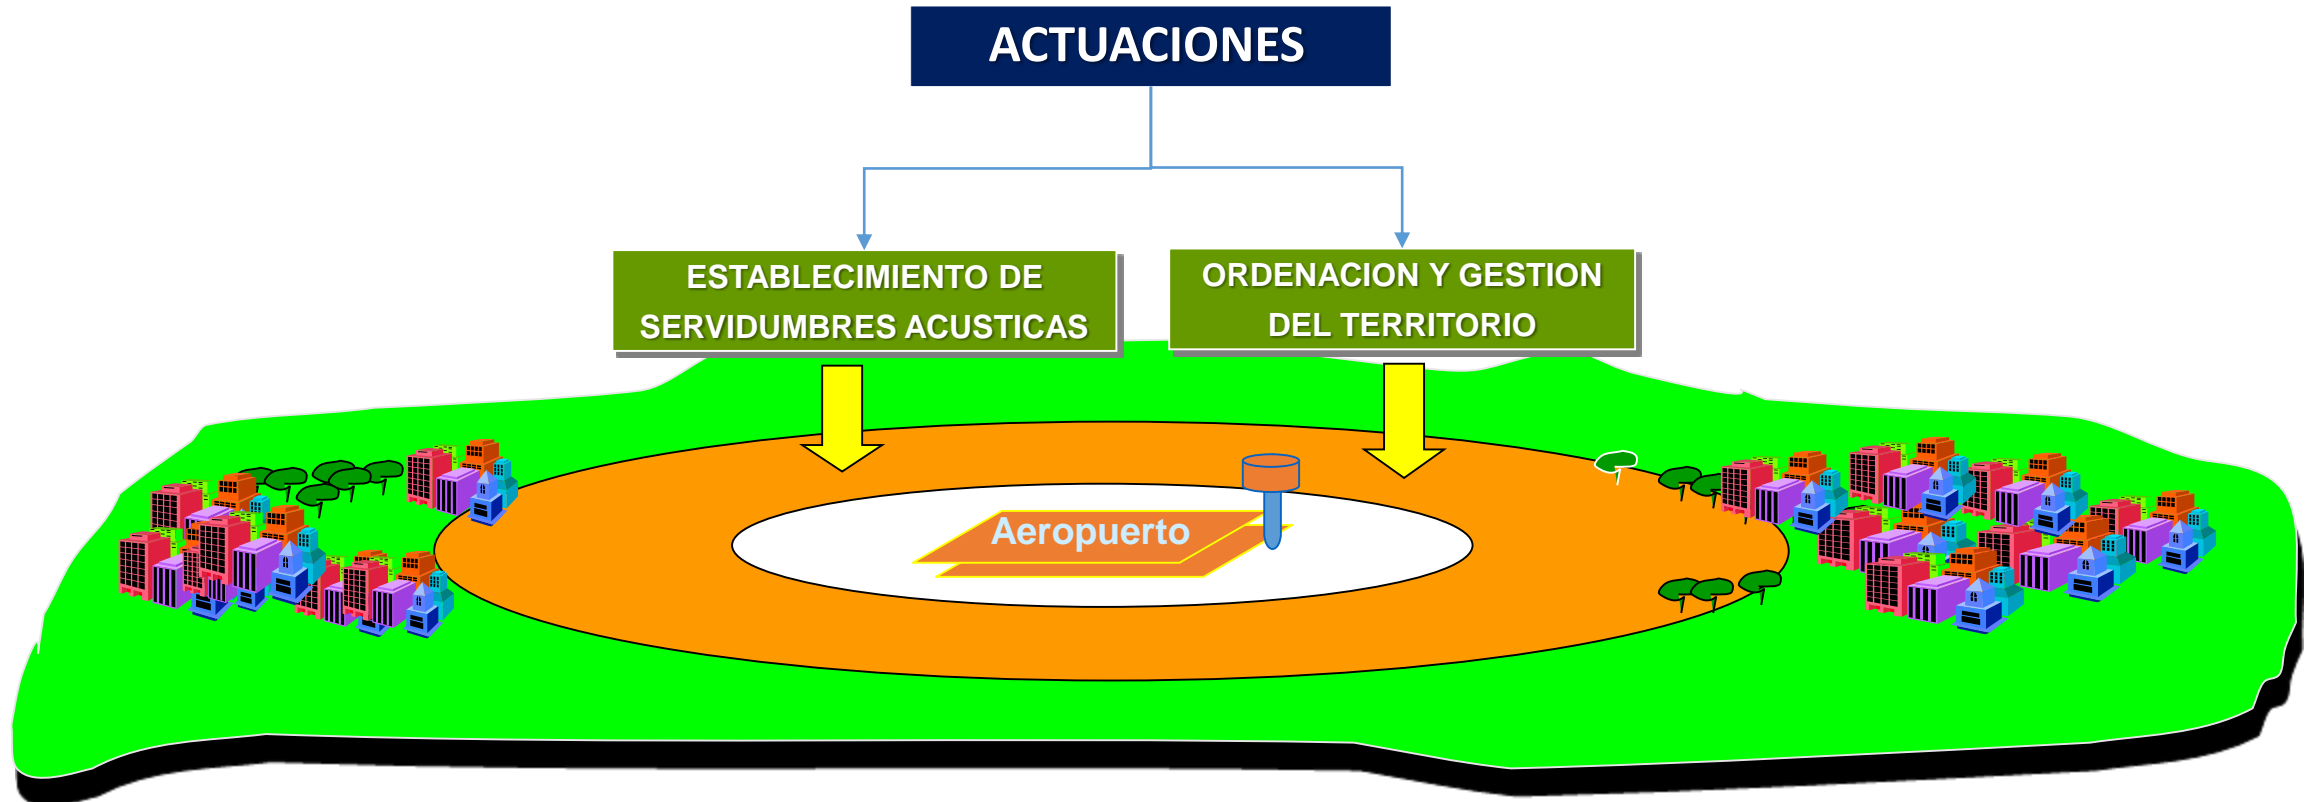 ACTUACIONES
ESTABLECIMIENTO DE
SERVIDUMBRES ACUSTICAS
ORDENACION Y GESTION
DEL TERRITORIO
Aeropuerto